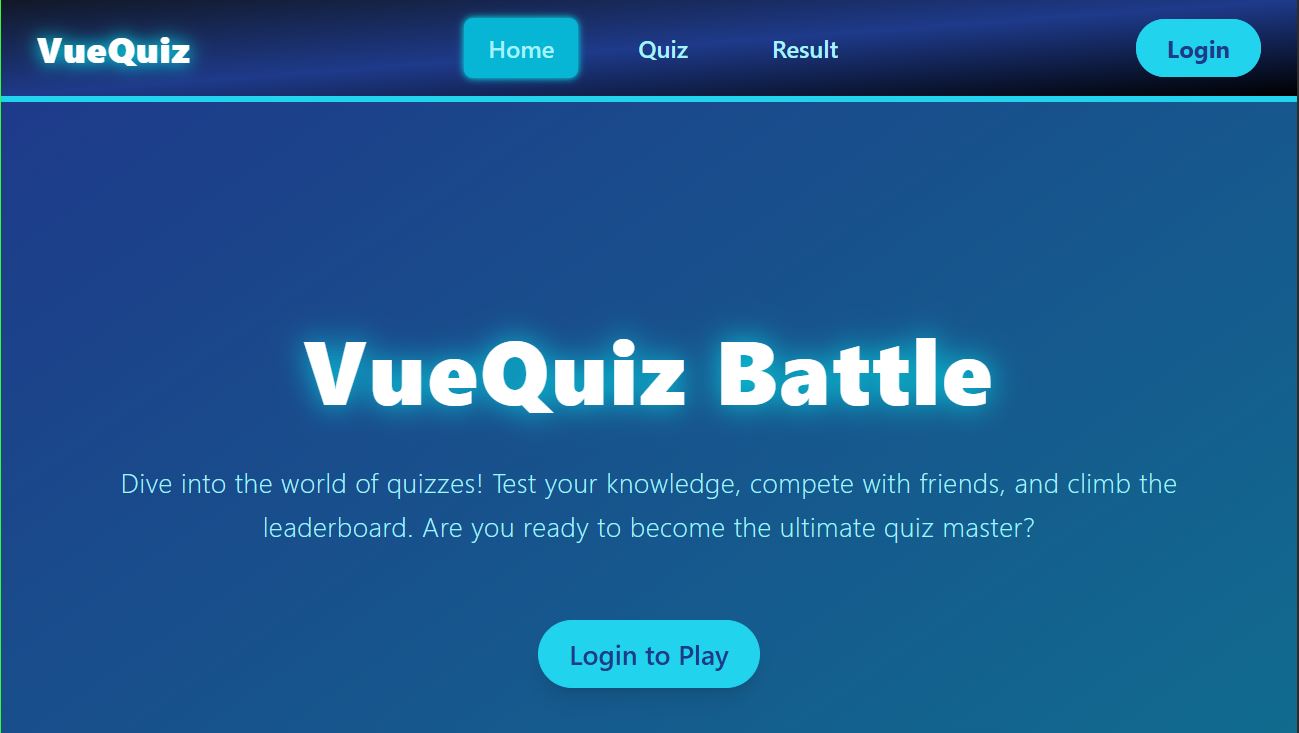 VueQuiz
Home
Quiz
Result
Login
VueQuiz Battle
Dive into the world of quizzes! Test your knowledge, compete with friends, and climb the
leaderboard. Are you ready to become the ultimate quiz master?
Login to Play